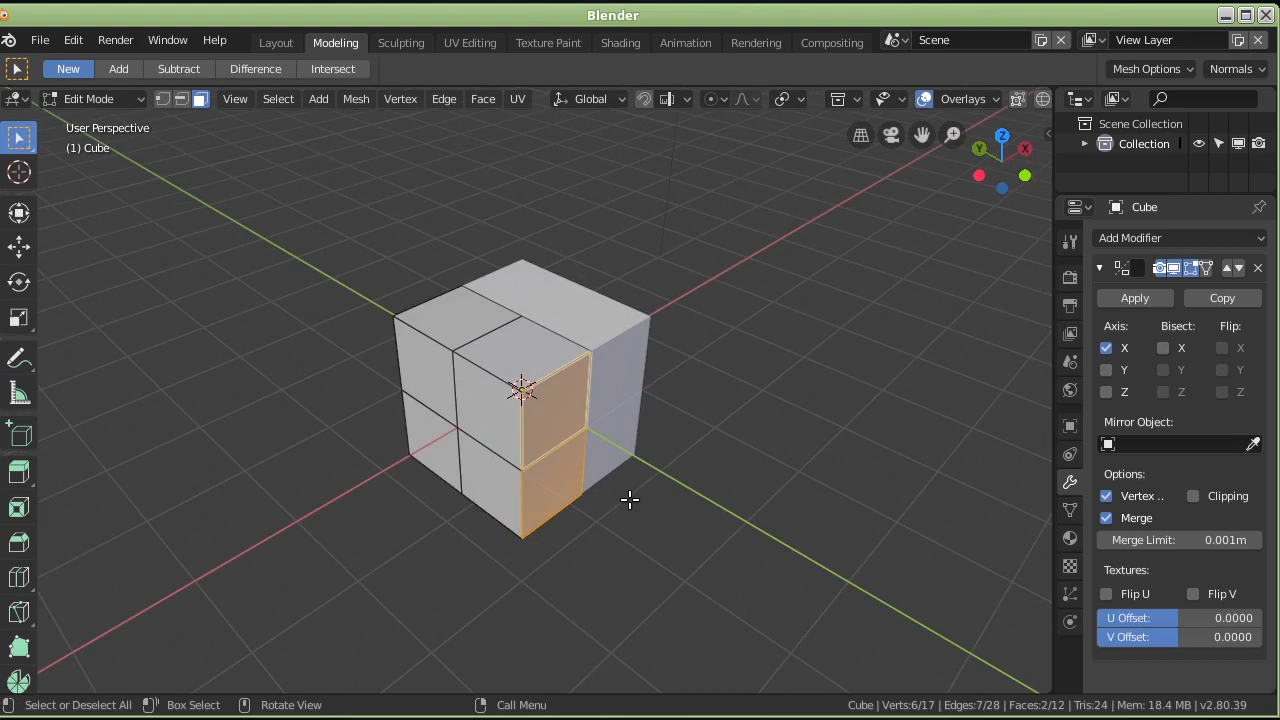 Blender
File Edit Render Window Help Layout Modeling Sculpting UV Editing Texture Paint Shading Animation Rendering Compositing Scene View Layer
New Add Subtract Difference Intersect Mesh Options Normals
Edit Mode View Select Add Mesh Vertex Edge Face UV Global Overlays
User Perspective
(1) Cube
Z
Y X
Scene Collection
Collection
Cube
Add Modifier
Apply Copy
Axis: Bisect: Flip:
X X X
Y Y Y
Z Z Z
Mirror Object:
Options:
Vertex .. Clipping
Merge
Merge Limit: 0.001m
Textures:
Flip U Flip V
U Offset: 0.0000
V Offset: 0.0000
Select or Deselect All Box Select Rotate View Call Menu Cube | Verts:6/17 | Edges:7/28 | Faces:2/12 | Tris:24 | Mem: 18.4 MB | v2.80.39